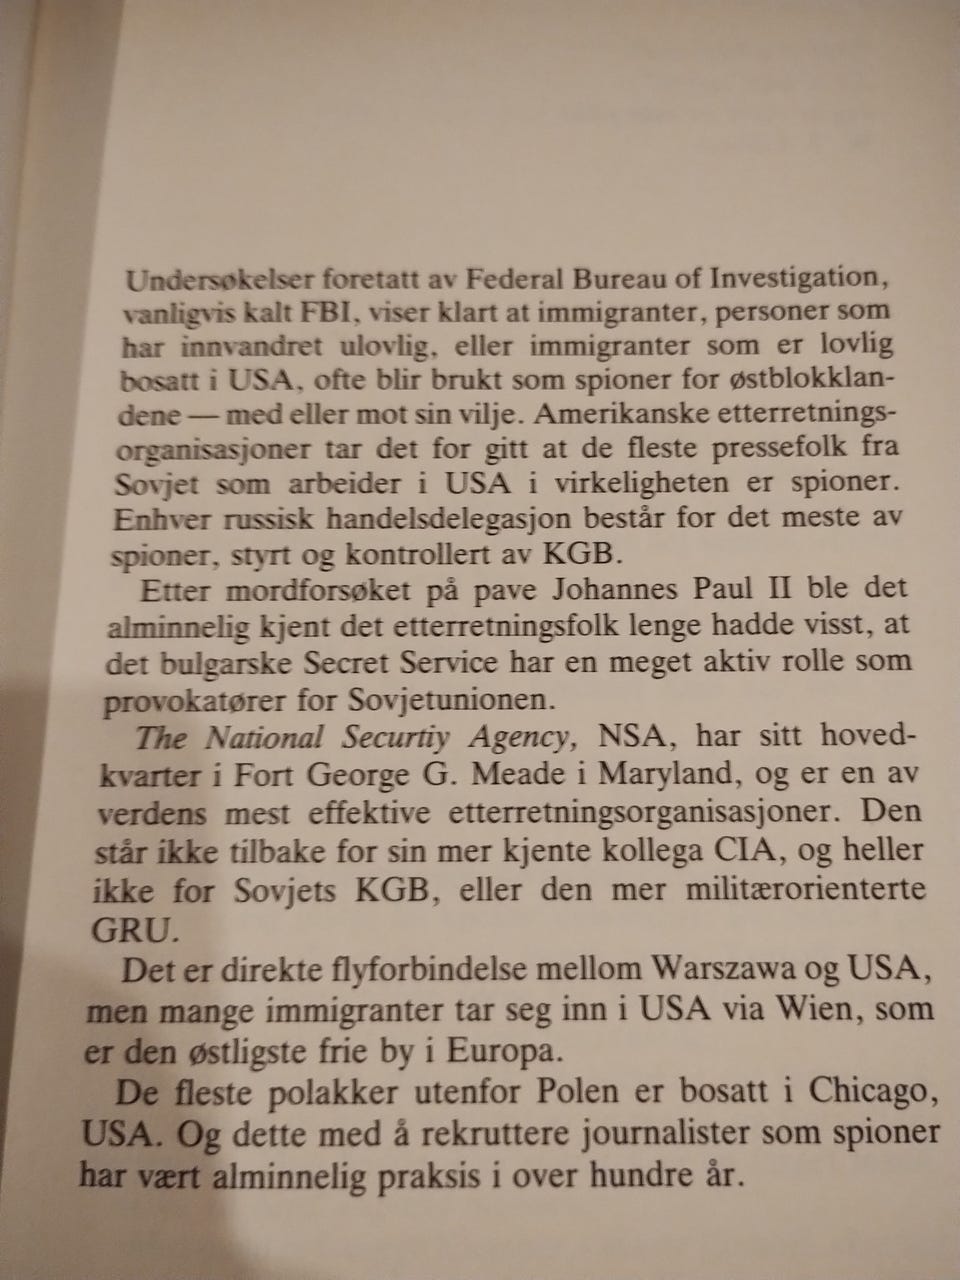 Undersøkelser foretatt av Federal Bureau of Investigation,
vanligvis kalt FBI, viser klart at immigranter, personer som
har innvandret ulovlig, eller immigranter som er lovlig
bosatt i USA, ofte blir brukt som spioner for østblokklan-
dene — med eller mot sin vilje. Amerikanske etterretnings-
organisasjoner tar det for gitt at de fleste pressefolk fra
Sovjet som arbeider i USA i virkeligheten er spioner.
Enhver russisk handelsdelegasjon består for det meste av
spioner, styrt og kontrollert av KGB.
Etter mordforsøket på pave Johannes Paul II ble det
alminnelig kjent det etterretningsfolk lenge hadde visst, at
det bulgarske Secret Service har en meget aktiv rolle som
provokatører for Sovjetunionen.
The National Securtiy Agency, NSA, har sitt hoved-
kvarter i Fort George G. Meade i Maryland, og er en av
verdens mest effektive etterretningsorganisasjoner. Den
står ikke tilbake for sin mer kjente kollega CIA, og heller
ikke for Sovjets KGB, eller den mer militærorienterte
GRU.
Det er direkte flyforbindelse mellom Warszawa og USA,
men mange immigranter tar seg inn i USA via Wien, som
er den østligste frie by i Europa.
De fleste polakker utenfor Polen er bosatt i Chicago,
USA. Og dette med å rekruttere journalister som spioner
har vært alminnelig praksis i over hundre år.